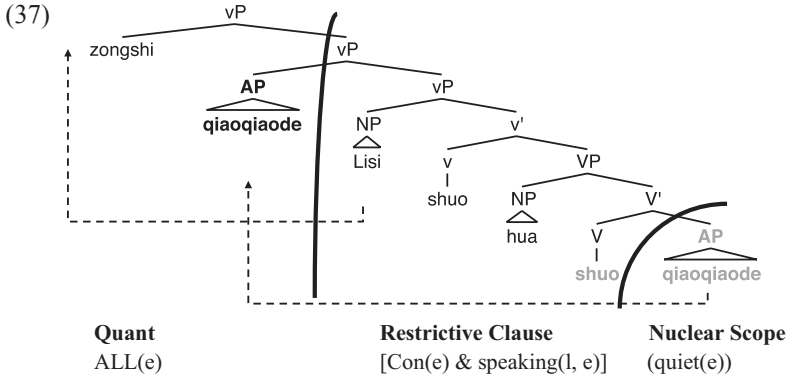 (37)
vP
zongshi vP
AP vP
qiaoqiaode NP v'
Lisi v VP
shuo NP V'
hua V AP
shuo qiaoqiaode
Quant Restrictive Clause Nuclear Scope
ALL(e) [Con(e) & speaking(l, e)] (quiet(e))